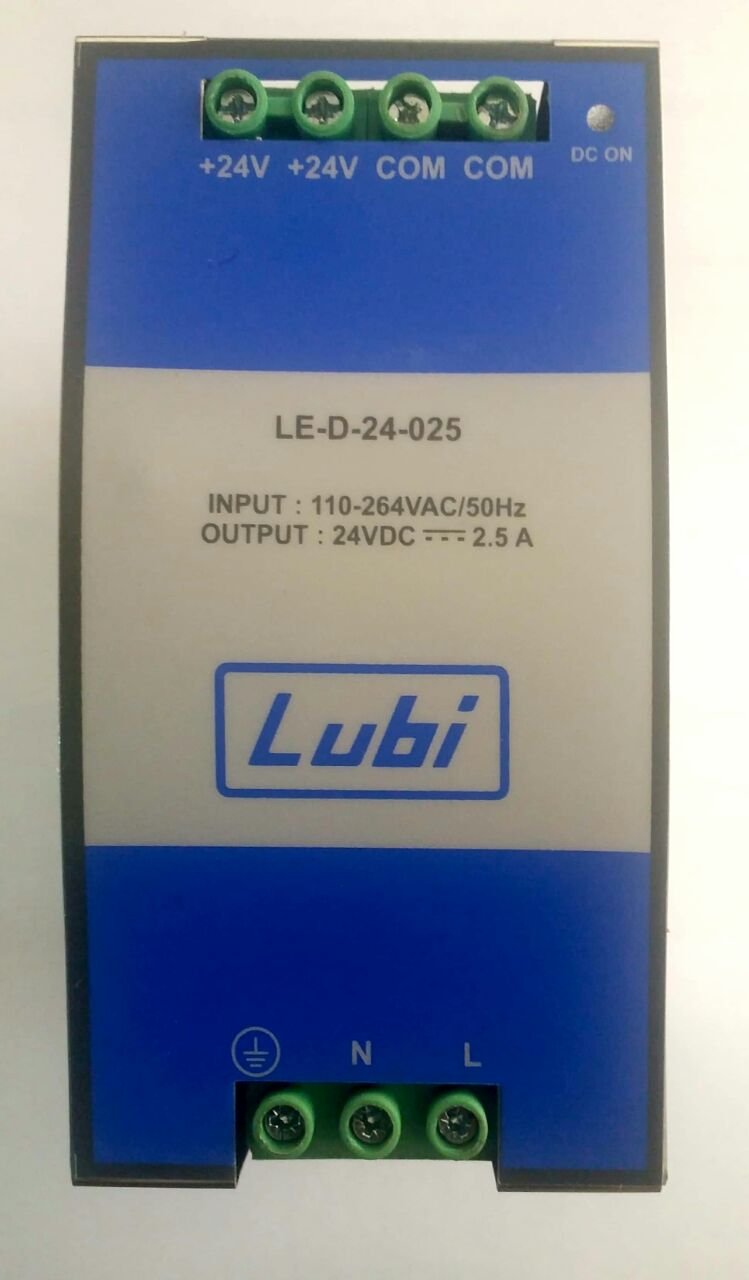 +24V +24V COM COM
DC ON
LE-D-24-025
INPUT : 110-264VAC/50Hz
OUTPUT : 24VDC ⎓ 2.5 A
Lubi
⏚ N L